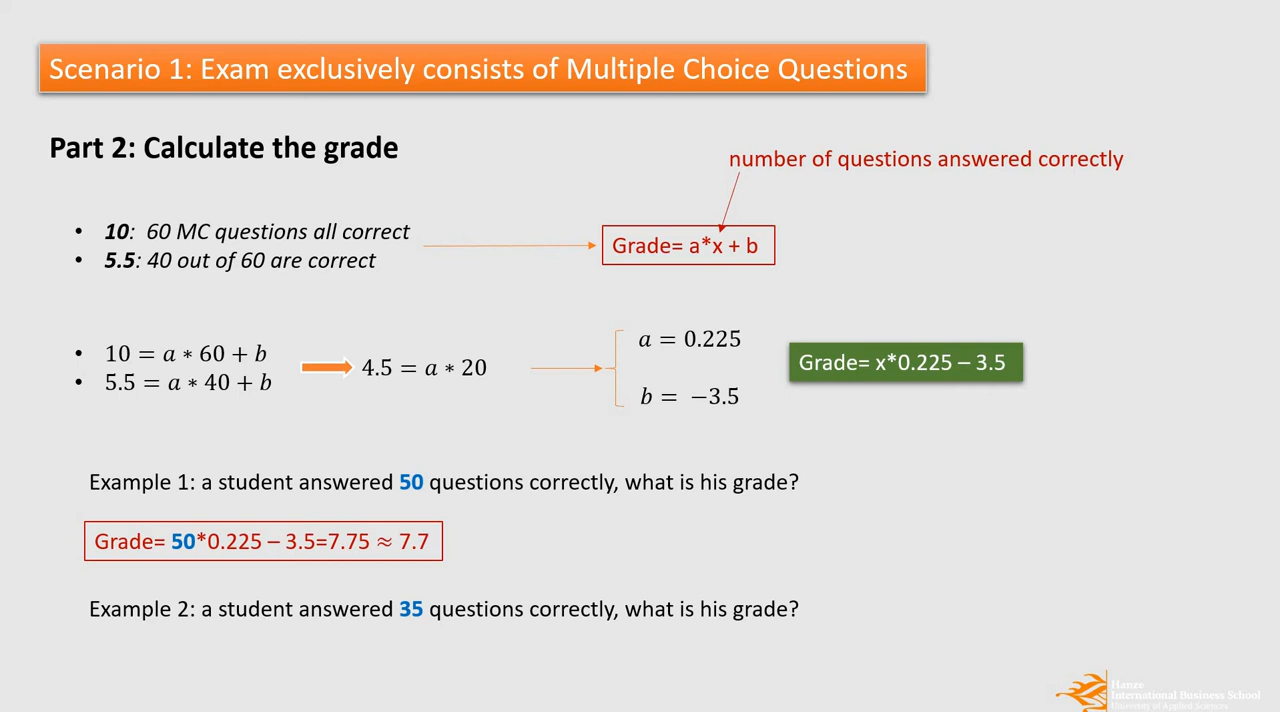 Scenario 1: Exam exclusively consists of Multiple Choice Questions
Part 2: Calculate the grade
number of questions answered correctly
• 10: 60 MC questions all correct
• 5.5: 40 out of 60 are correct
Grade= a*x + b
• 10 = a ∗ 60 + b
• 5.5 = a ∗ 40 + b
4.5 = a ∗ 20
a = 0.225
b = −3.5
Grade= x*0.225 – 3.5
Example 1: a student answered 50 questions correctly, what is his grade?
Grade= 50*0.225 – 3.5=7.75 ≈ 7.7
Example 2: a student answered 35 questions correctly, what is his grade?
Hanze
International Business School
University of Applied Sciences